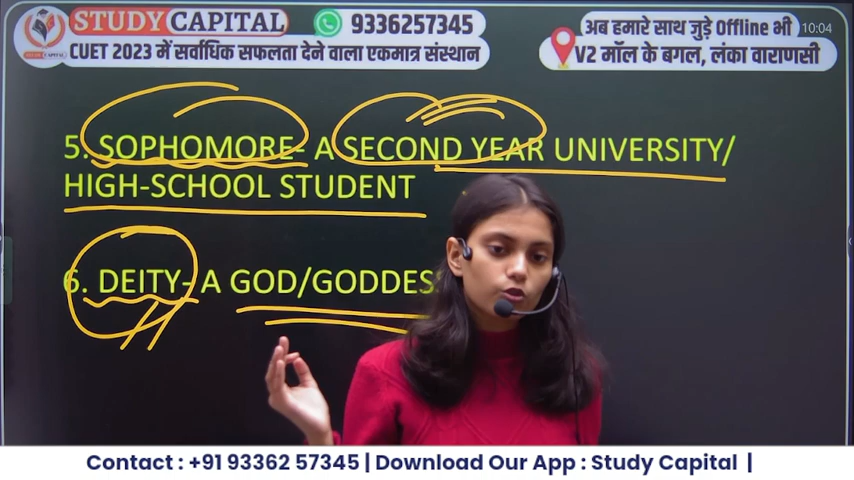 STUDY CAPITAL
9336257345
CUET 2023 में सर्वाधिक सफलता देने वाला एकमात्र संस्थान
अब हमारे साथ जुड़े Offline भी
10:04
V2 मॉल के बगल, लंका वाराणसी
5. SOPHOMORE- A SECOND YEAR UNIVERSITY/
HIGH-SCHOOL STUDENT
6. DEITY- A GOD/GODDES
Contact : +91 93362 57345 | Download Our App : Study Capital |